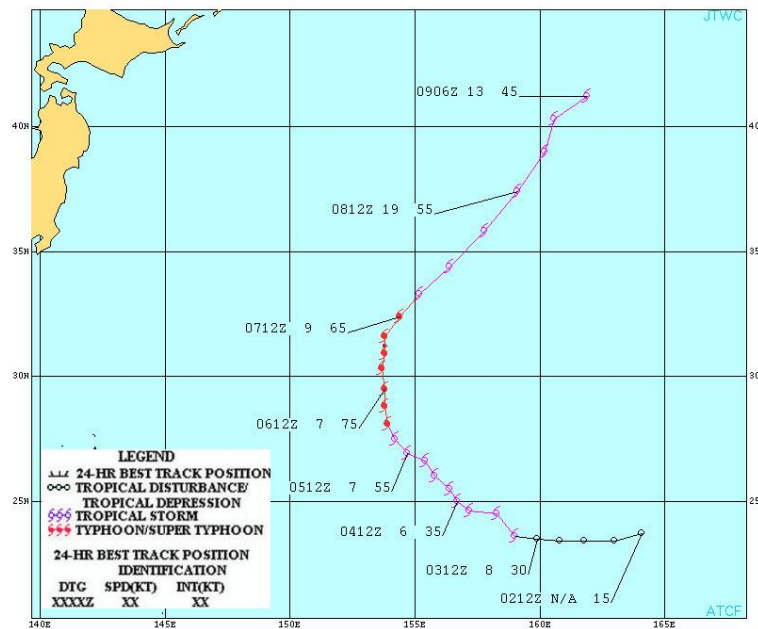 JTWC
0906Z 13 45
40N
40
0812Z 19 55
35N
35
0712Z 9 65
30N
30
0612Z 7 75
LEGEND
24-HR BEST TRACK POSITION
TROPICAL DISTURBANCE/
TROPICAL DEPRESSION
TROPICAL STORM
TYPHOON/SUPER TYPHOON
24-HR BEST TRACK POSITION
IDENTIFICATION
DTG SPD(KT) INT(KT)
XXXXZ XX XX
0512Z 7 55
25N
25
0412Z 6 35
0312Z 8 30
0212Z N/A 15
ATCF
140E 145E 150E 155E 160E 165E